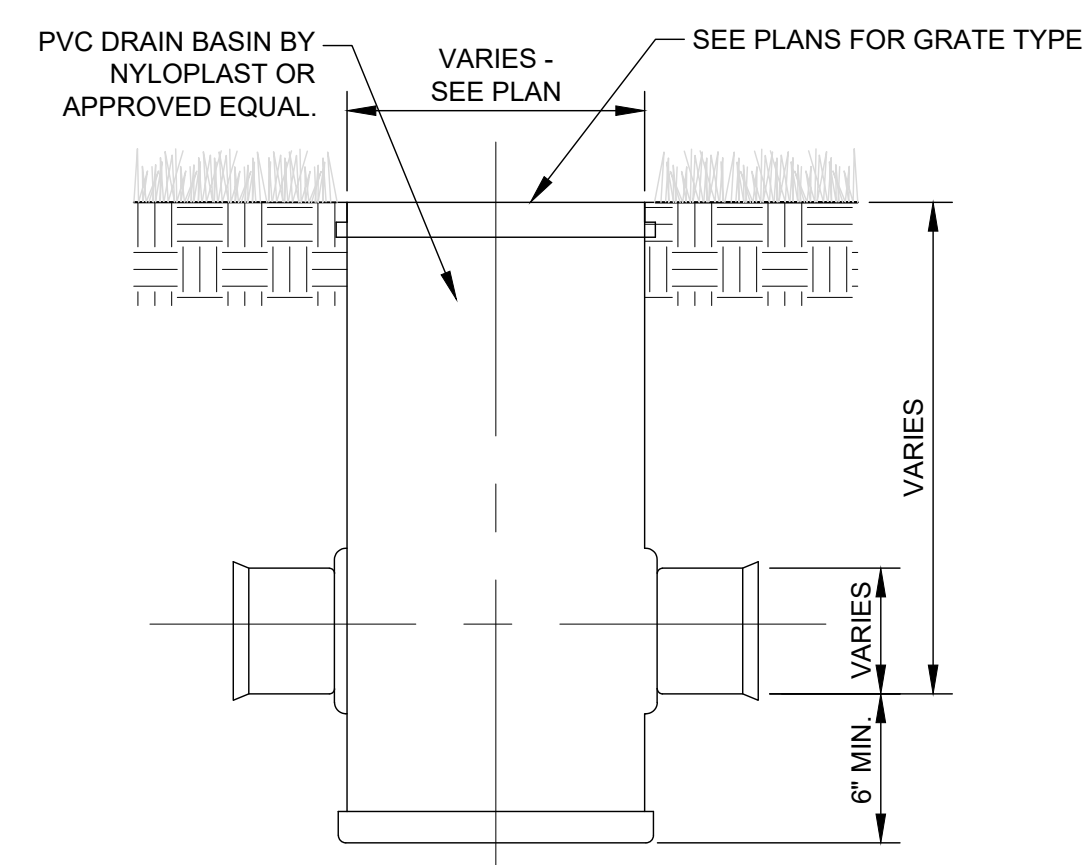 PVC DRAIN BASIN BY
NYLOPLAST OR
APPROVED EQUAL.
VARIES -
SEE PLAN
SEE PLANS FOR GRATE TYPE
VARIES
VARIES
6" MIN.